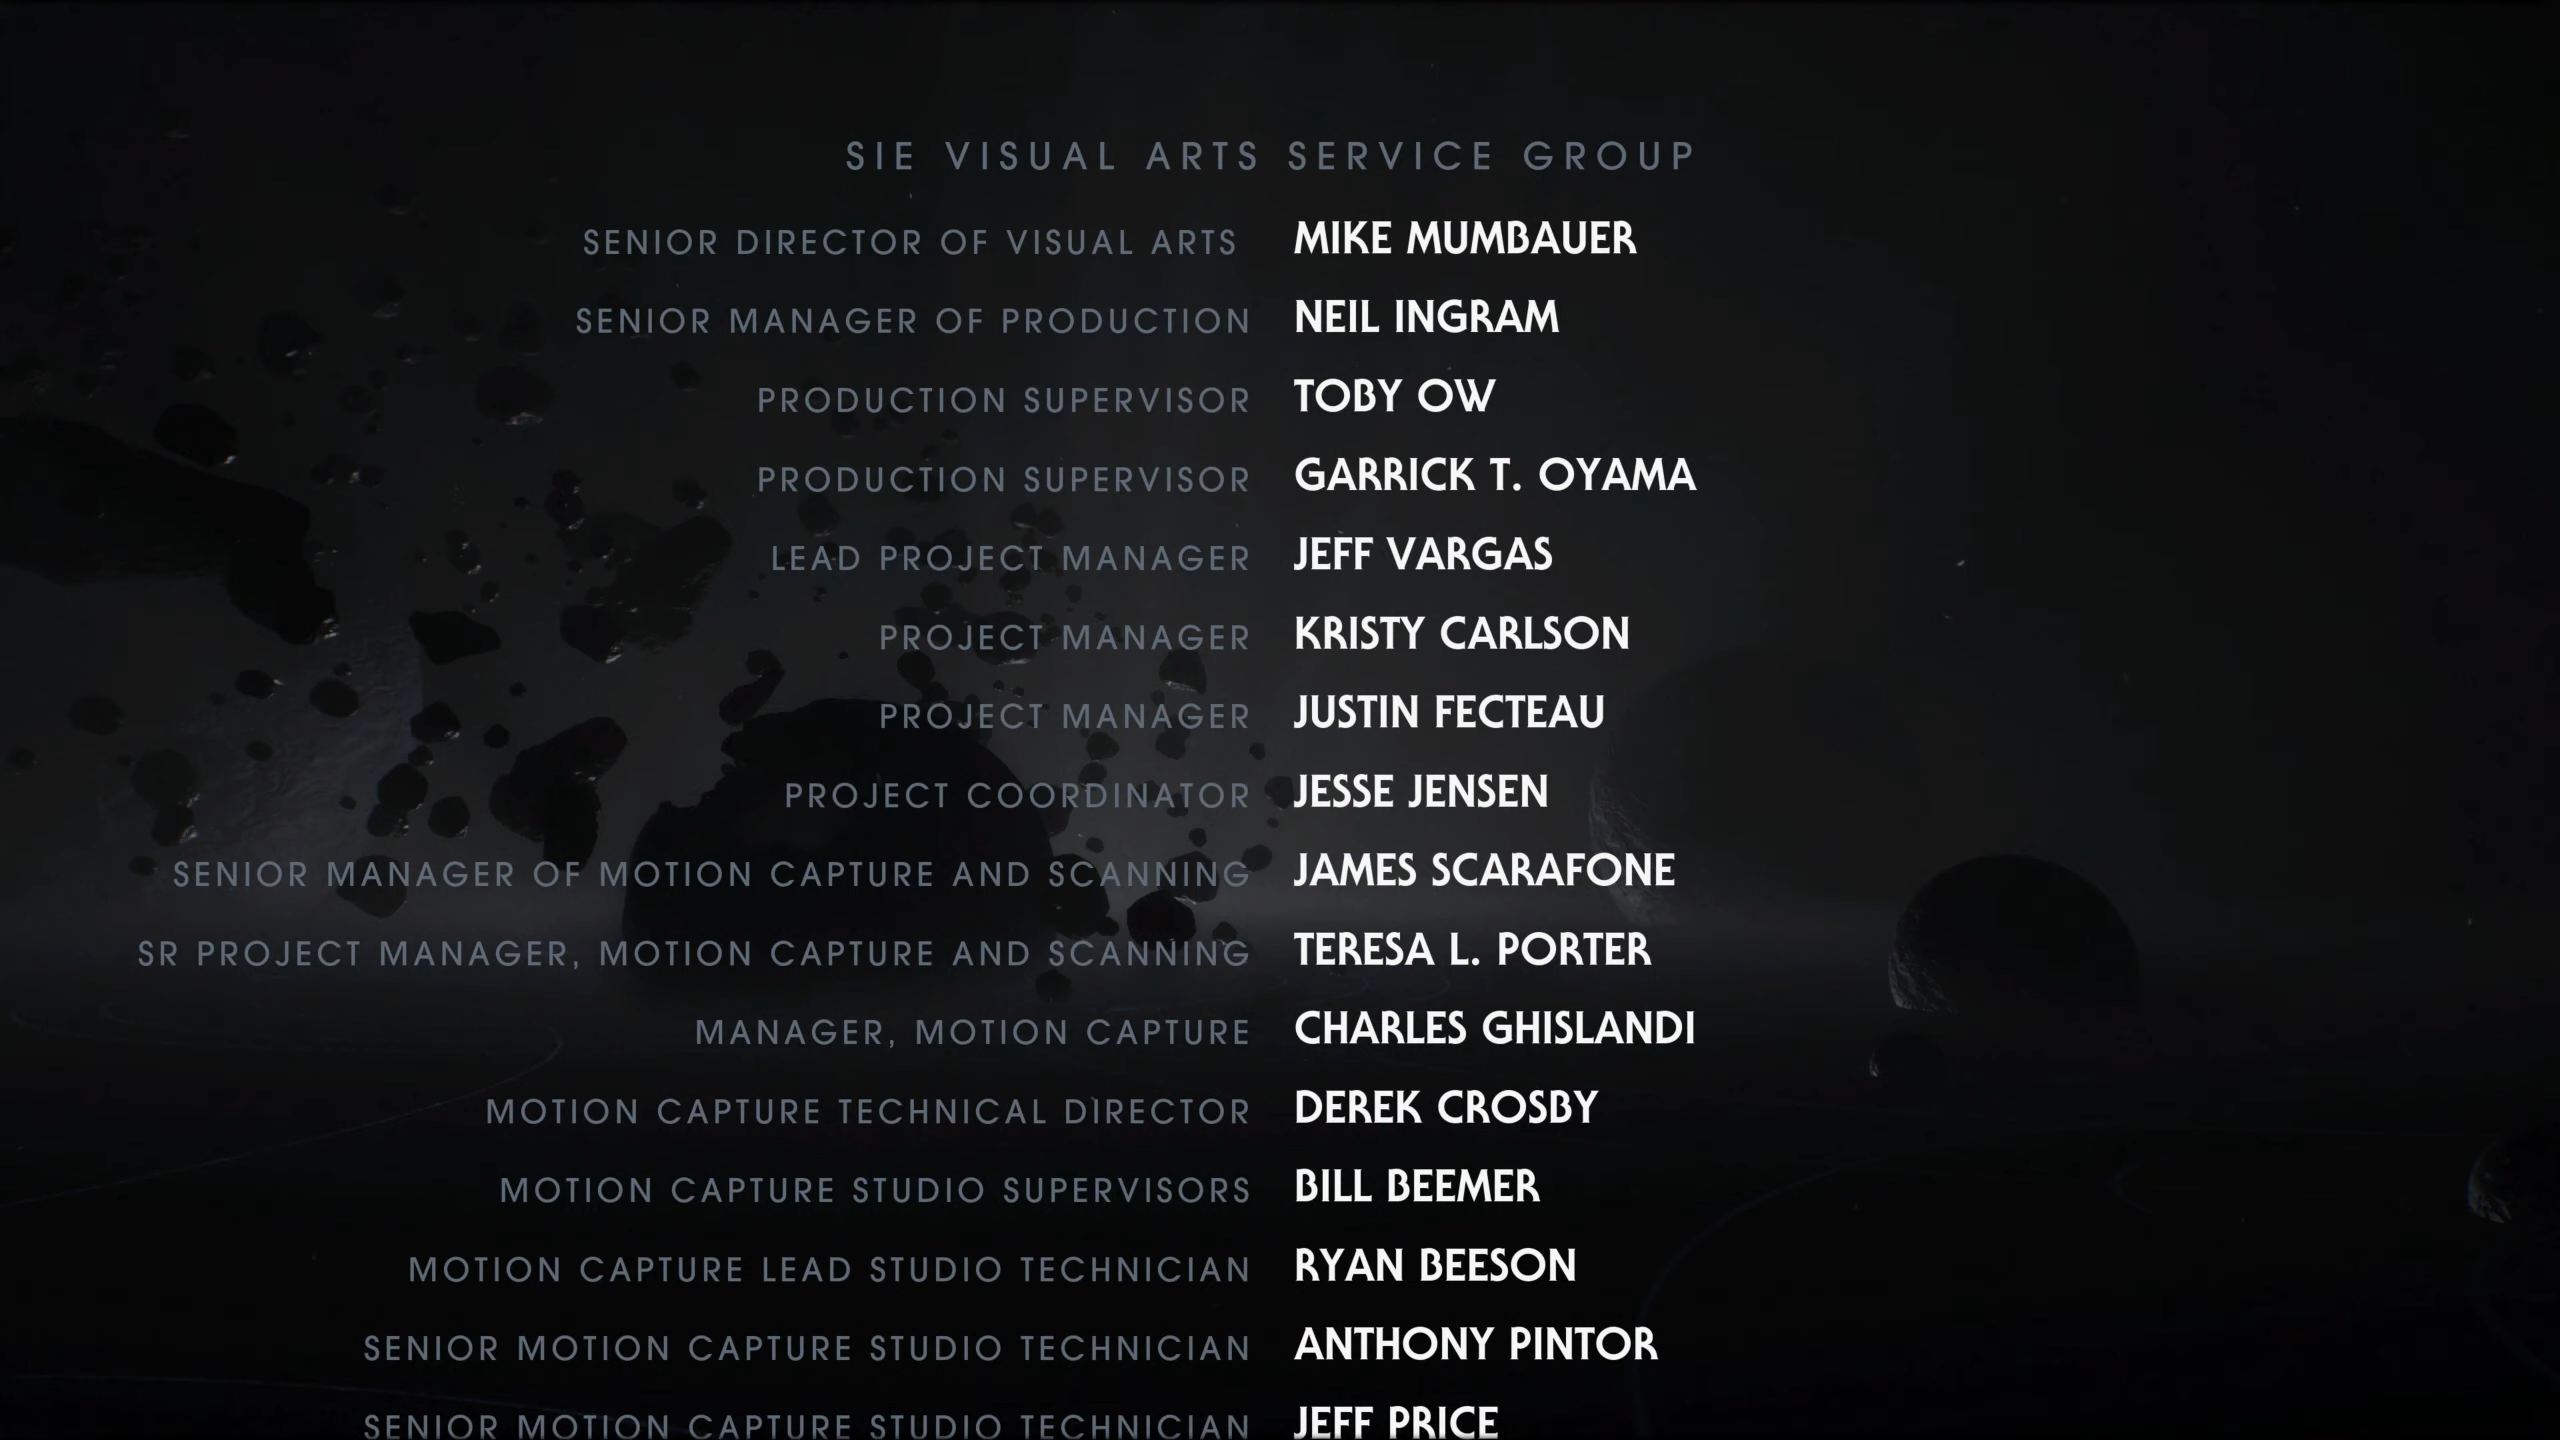 SIE VISUAL ARTS SERVICE GROUP
SENIOR DIRECTOR OF VISUAL ARTS MIKE MUMBAUER
SENIOR MANAGER OF PRODUCTION NEIL INGRAM
PRODUCTION SUPERVISOR TOBY OW
PRODUCTION SUPERVISOR GARRICK T. OYAMA
LEAD PROJECT MANAGER JEFF VARGAS
PROJECT MANAGER KRISTY CARLSON
PROJECT MANAGER JUSTIN FECTEAU
PROJECT COORDINATOR JESSE JENSEN
SENIOR MANAGER OF MOTION CAPTURE AND SCANNING JAMES SCARAFONE
SR PROJECT MANAGER, MOTION CAPTURE AND SCANNING TERESA L. PORTER
MANAGER, MOTION CAPTURE CHARLES GHISLANDI
MOTION CAPTURE TECHNICAL DIRECTOR DEREK CROSBY
MOTION CAPTURE STUDIO SUPERVISORS BILL BEEMER
MOTION CAPTURE LEAD STUDIO TECHNICIAN RYAN BEESON
SENIOR MOTION CAPTURE STUDIO TECHNICIAN ANTHONY PINTOR
SENIOR MOTION CAPTURE STUDIO TECHNICIAN JEFF PRICE